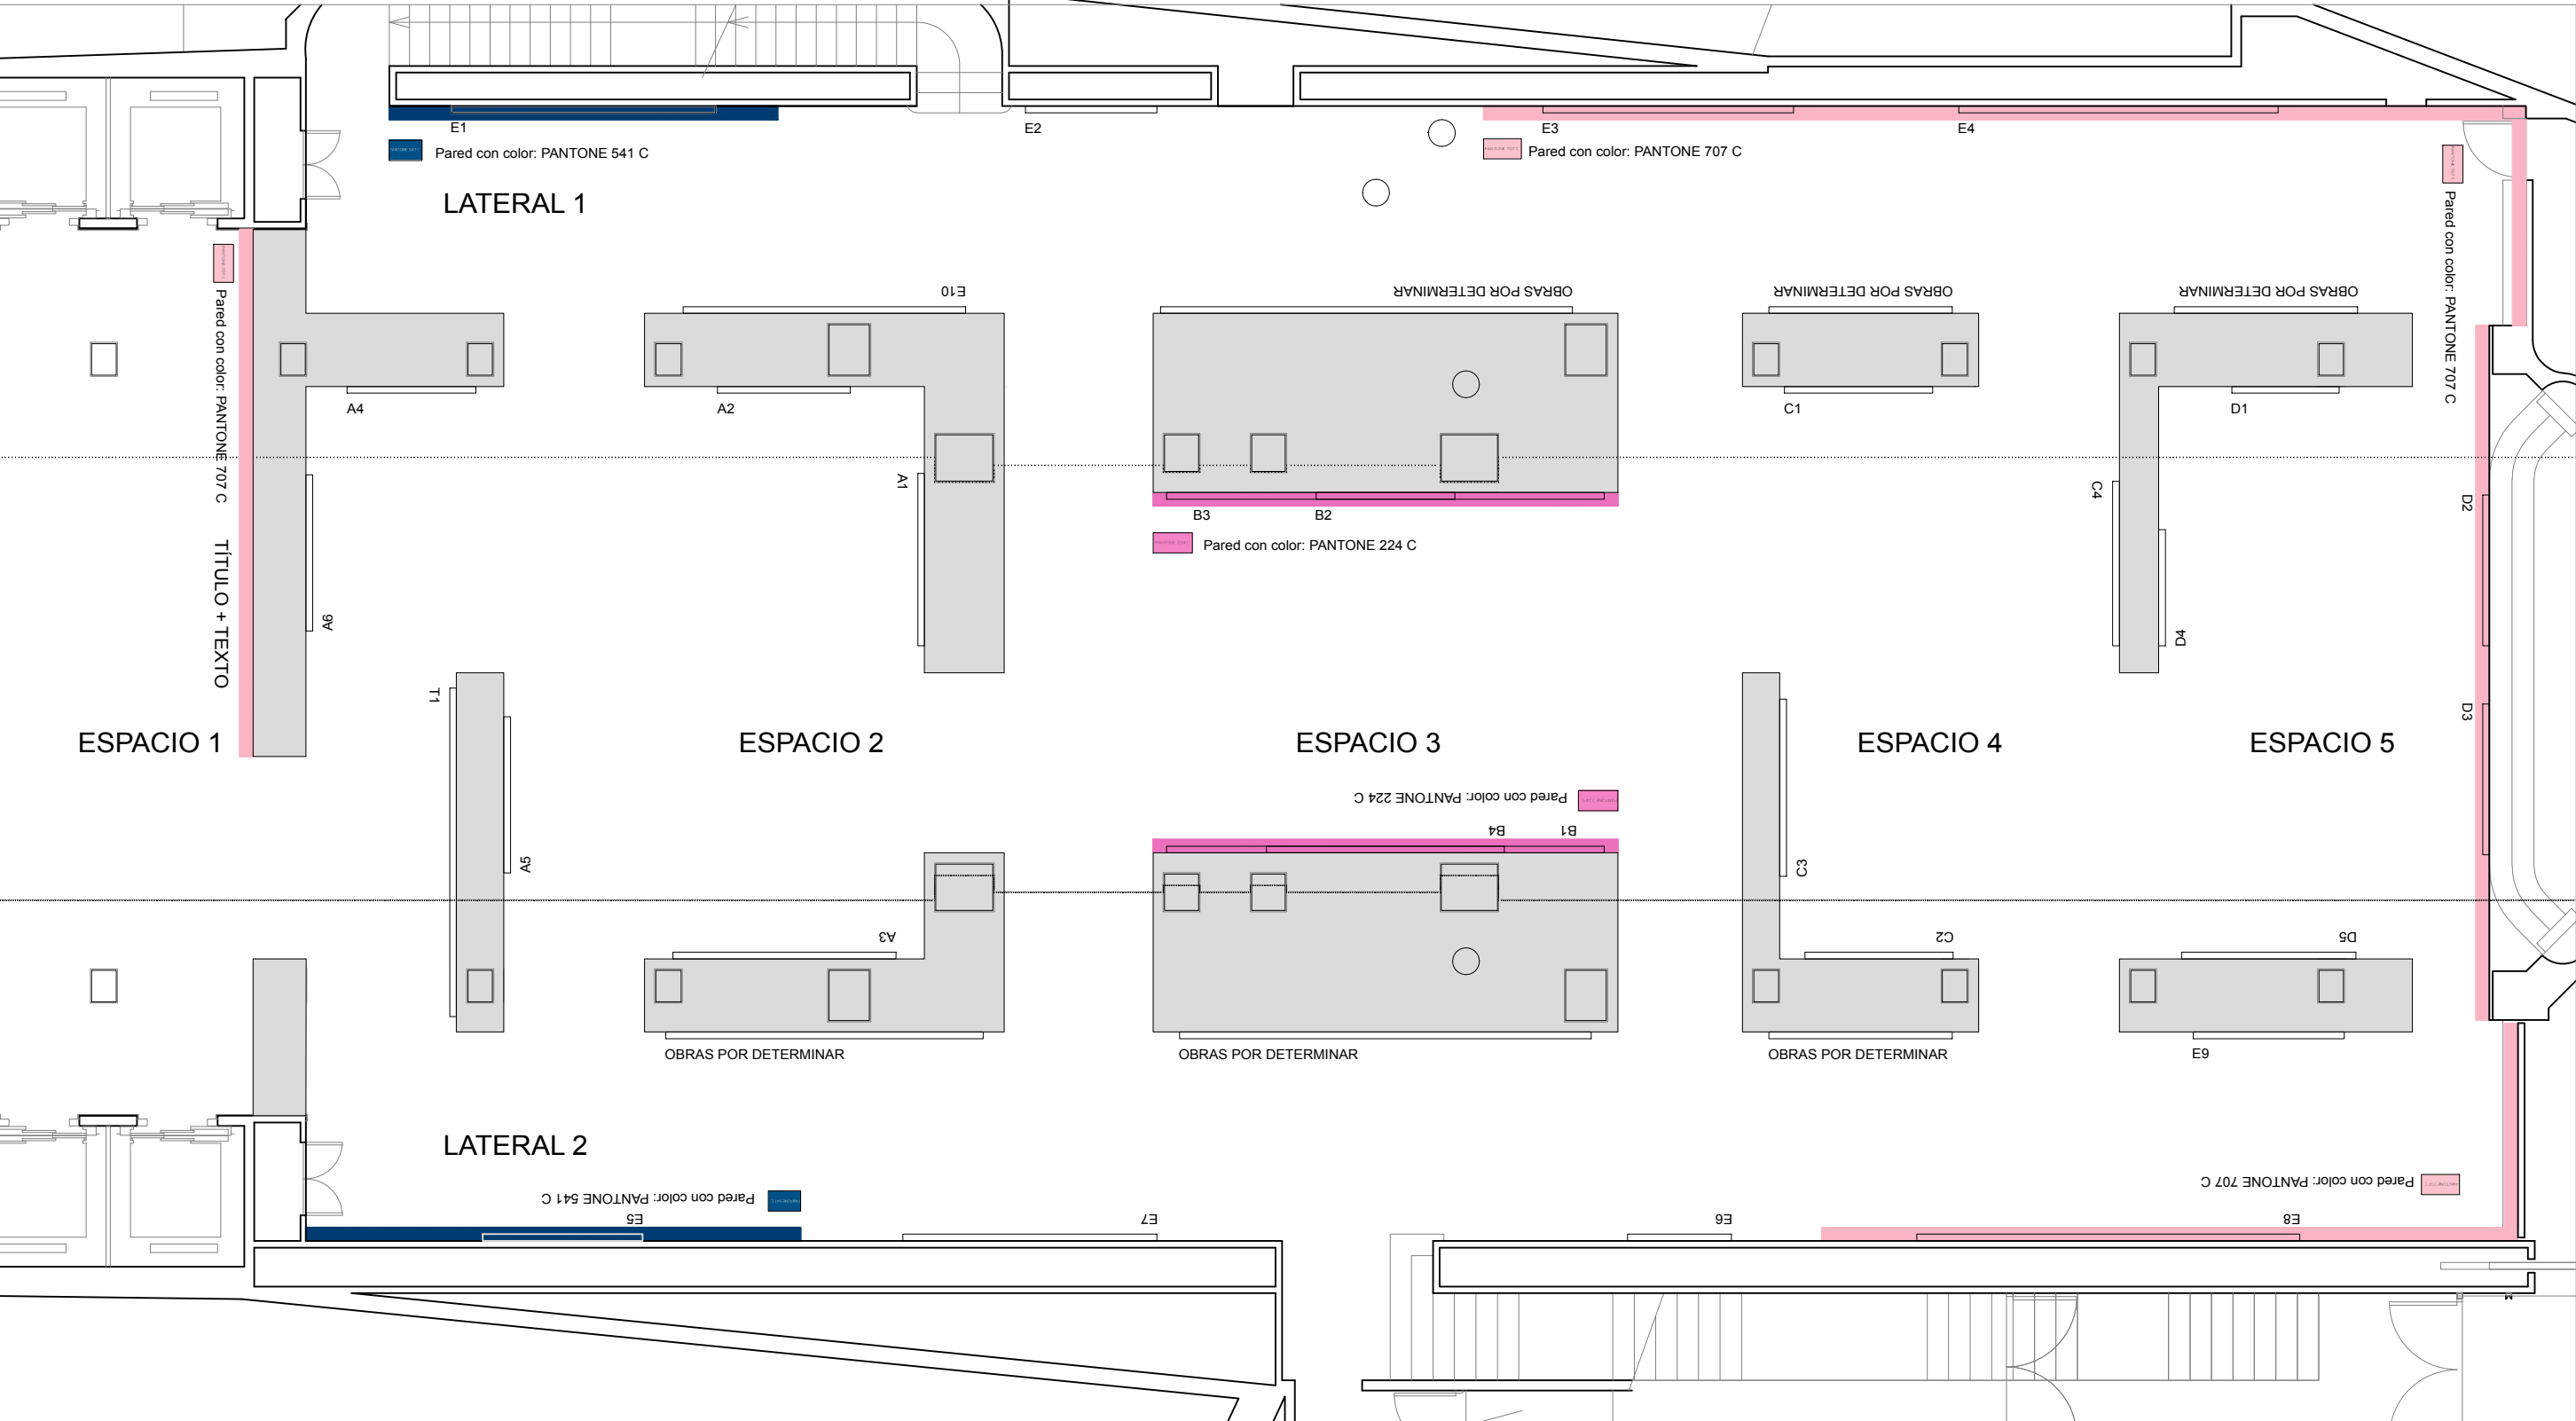 E1
E2
E3
E4
Pared con color: PANTONE 541 C
Pared con color: PANTONE 707 C
LATERAL 1
Pared con color: PANTONE 707 C
Pared con color: PANTONE 707 C
E10
OBRAS POR DETERMINAR
OBRAS POR DETERMINAR
OBRAS POR DETERMINAR
A4
A2
C1
D1
A1
C4
D2
B3
B2
Pared con color: PANTONE 224 C
TÍTULO + TEXTO
A6
D4
T1
D3
ESPACIO 1
ESPACIO 2
ESPACIO 3
ESPACIO 4
ESPACIO 5
Pared con color: PANTONE 224 C
B4
B1
A5
C3
A3
C2
D5
OBRAS POR DETERMINAR
OBRAS POR DETERMINAR
OBRAS POR DETERMINAR
E9
LATERAL 2
Pared con color: PANTONE 541 C
Pared con color: PANTONE 707 C
E5
E7
E6
E8